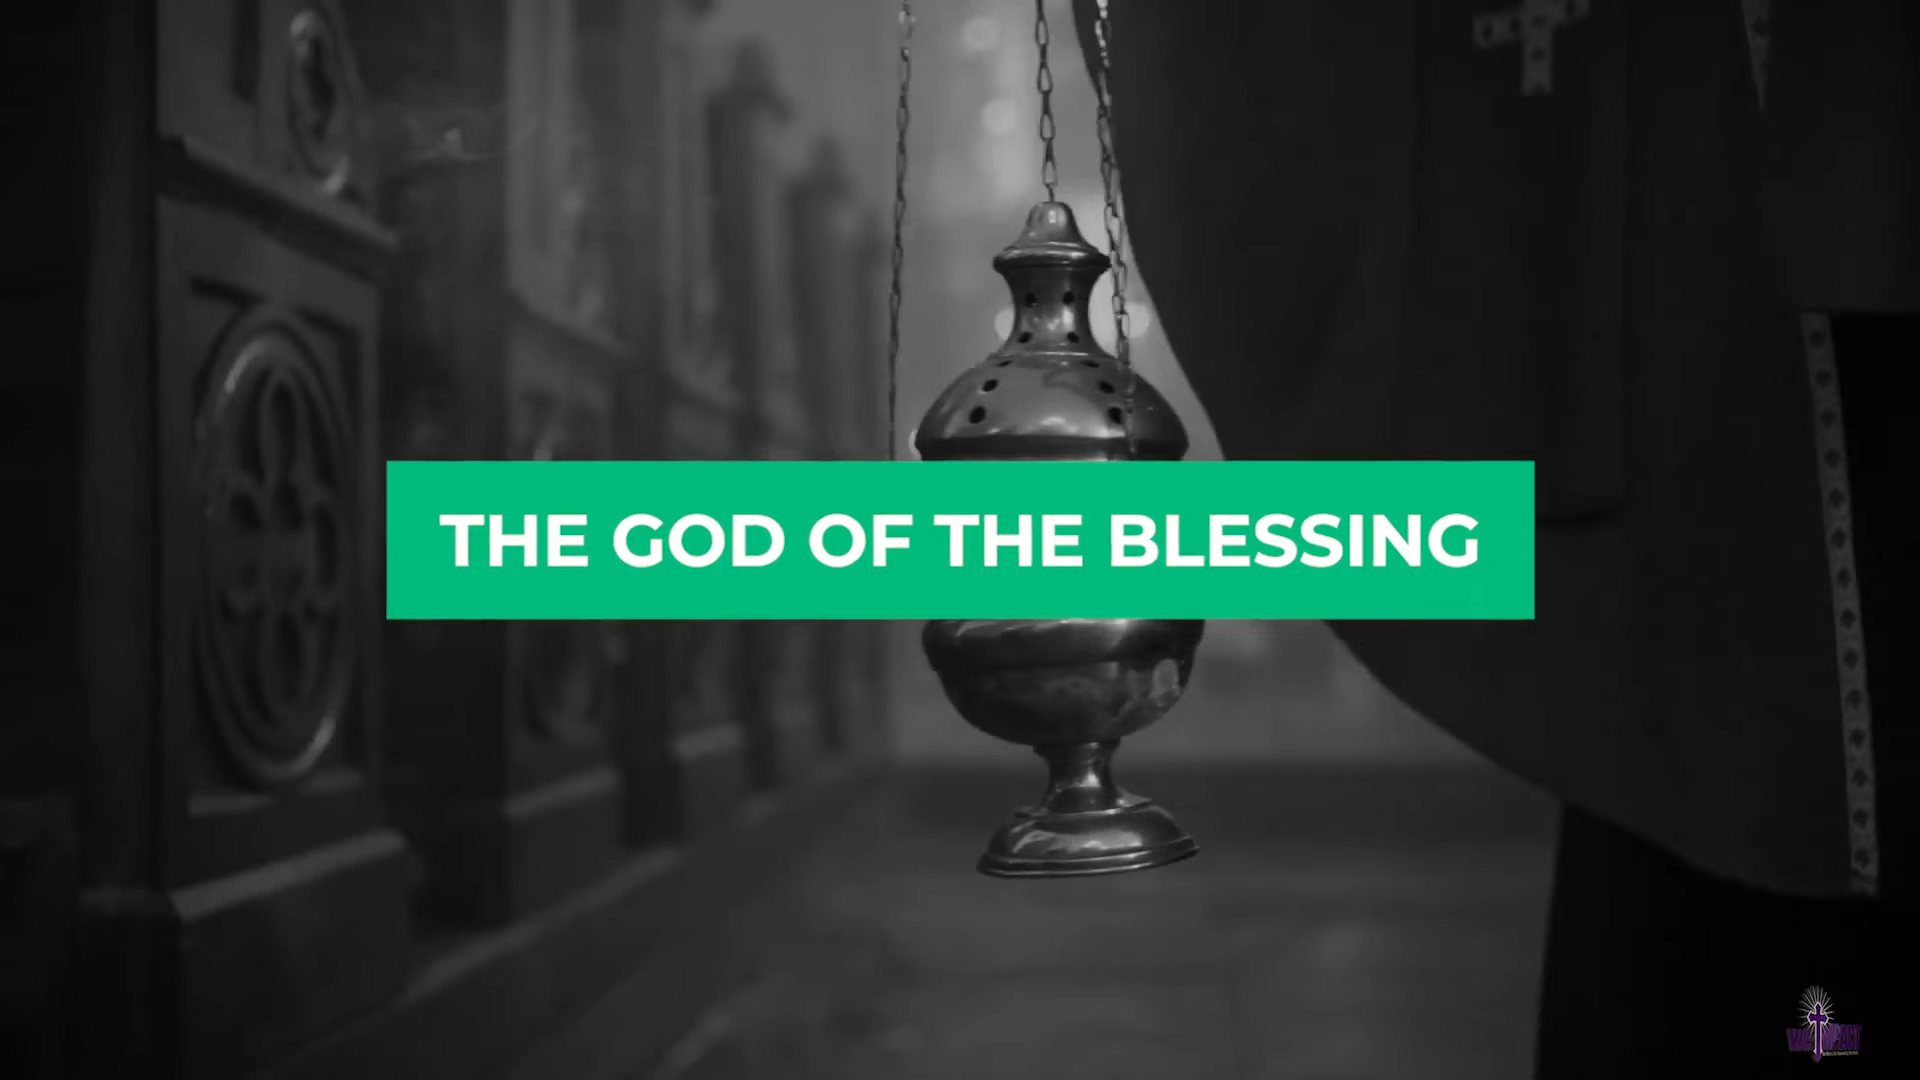 THE GOD OF THE BLESSING